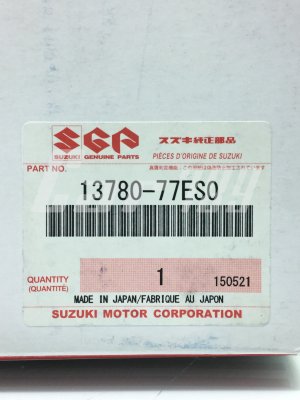 SGP
スズキ純正部品
SUZUKI GENUINE PARTS
PIÈCES D'ORIGINE DE SUZUKI
PART NO.
13780-77ES0
QUANTITY
(QUANTITÉ)
1
150521
MADE IN JAPAN/FABRIQUE AU JAPON
SUZUKI MOTOR CORPORATION